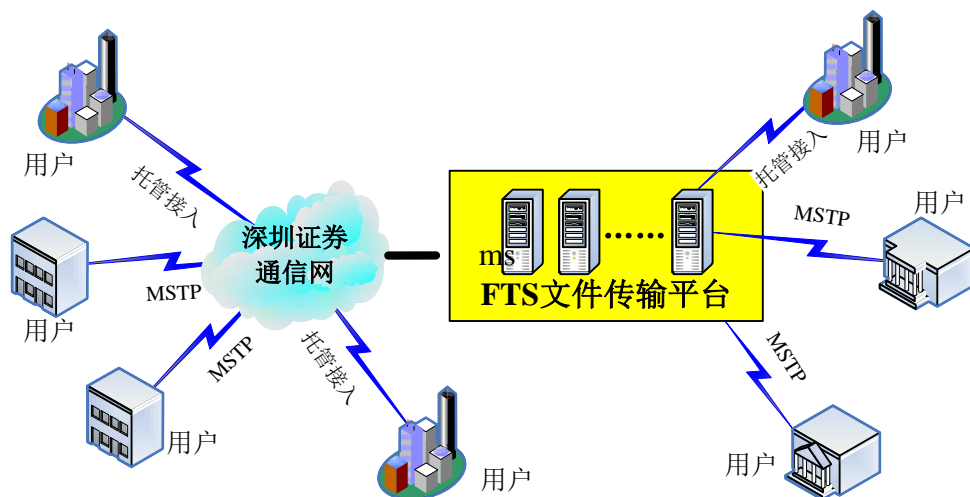 用户
托管接入
用户
MSTP
用户
MSTP
用户
托管接入
深圳证券
通信网
ms
FTS文件传输平台
用户
托管接入
用户
MSTP
用户
MSTP